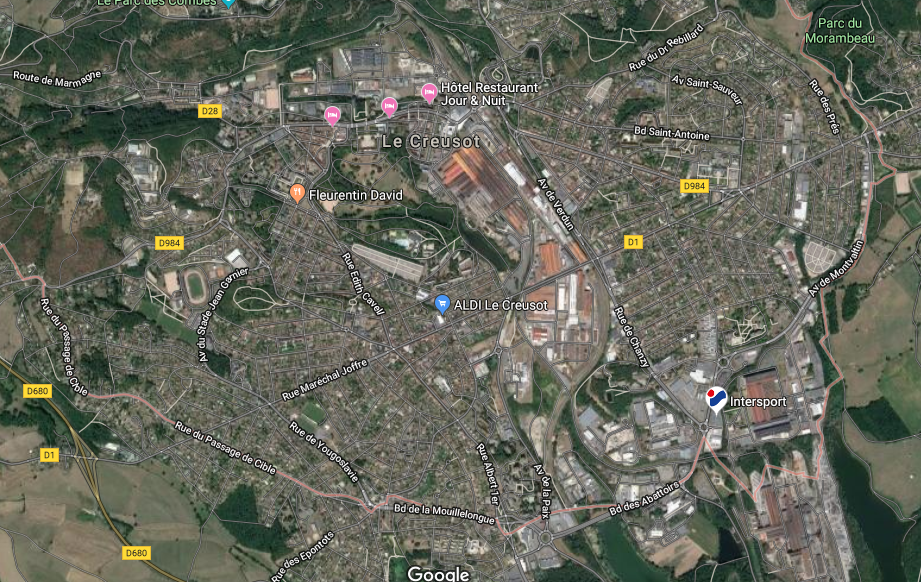 Le Parc des Combes
Parc du
Morambeau
Route de Marmagne
Rue du Dr Rebillard
Av Saint-Sauveur
Rue des Prés
Hôtel Restaurant
Jour & Nuit
D28
Bd Saint-Antoine
Le Creusot
Fleurentin David
D984
Av de Verdun
D984
D1
Rue Edith Cavell
Av de Montvaltin
Av du Stade Jean Garnier
Rue du Passage de Cible
ALDI Le Creusot
Rue de Chanzy
Rue Maréchal Joffre
D680
Intersport
Rue du Passage de Cible
Rue de Yougoslavie
D1
Rue Albert 1er
Av de la Paix
Bd des Abattoirs
Bd de la Mouillelongue
D680
Rue des Epontots
Google